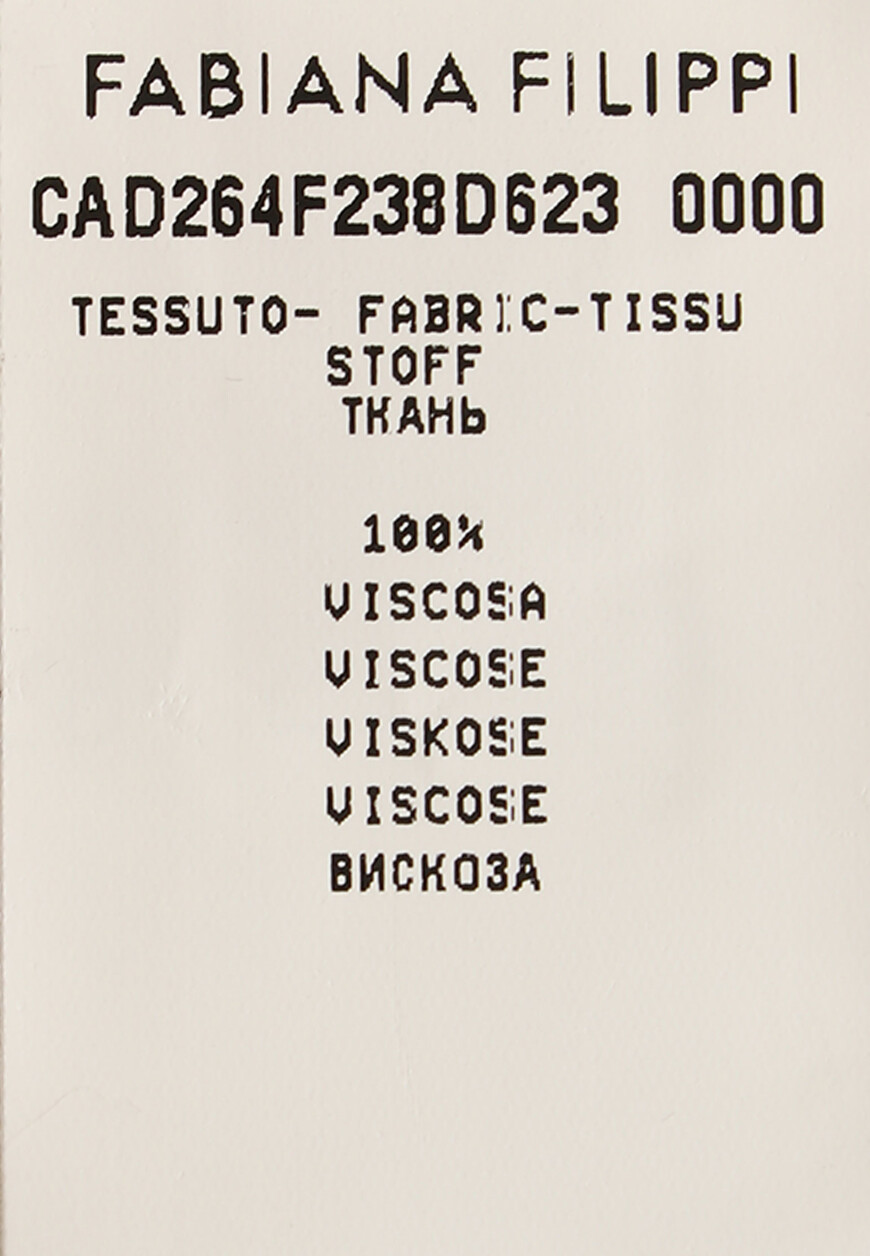 FABIANA FILIPPI
CAD264F238D623 0000
TESSUTO- FABRIC-TISSU
STOFF
ТКАНЬ
100%
VISCOSA
VISCOSE
VISKOSE
VISCOSE
ВИСКОЗА